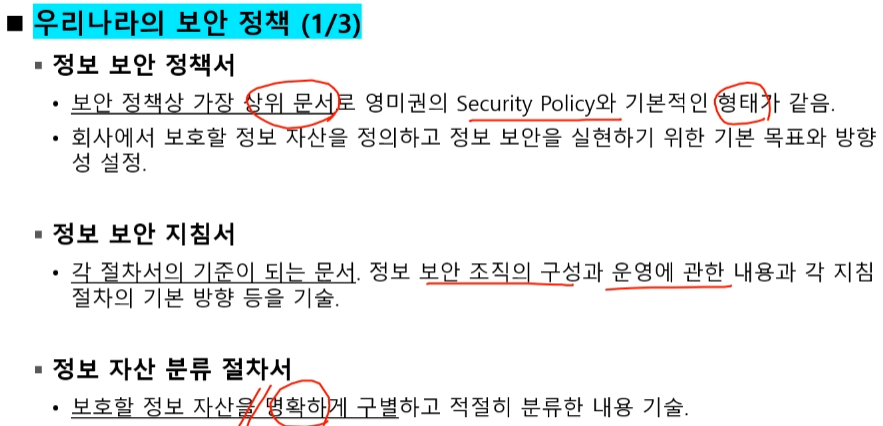 ■ 우리나라의 보안 정책 (1/3)
▪ 정보 보안 정책서
• 보안 정책상 가장 상위 문서로 영미권의 Security Policy와 기본적인 형태가 같음.
• 회사에서 보호할 정보 자산을 정의하고 정보 보안을 실현하기 위한 기본 목표와 방향
성 설정.
▪ 정보 보안 지침서
• 각 절차서의 기준이 되는 문서. 정보 보안 조직의 구성과 운영에 관한 내용과 각 지침
절차의 기본 방향 등을 기술.
▪ 정보 자산 분류 절차서
• 보호할 정보 자산을 명확하게 구별하고 적절히 분류한 내용 기술.